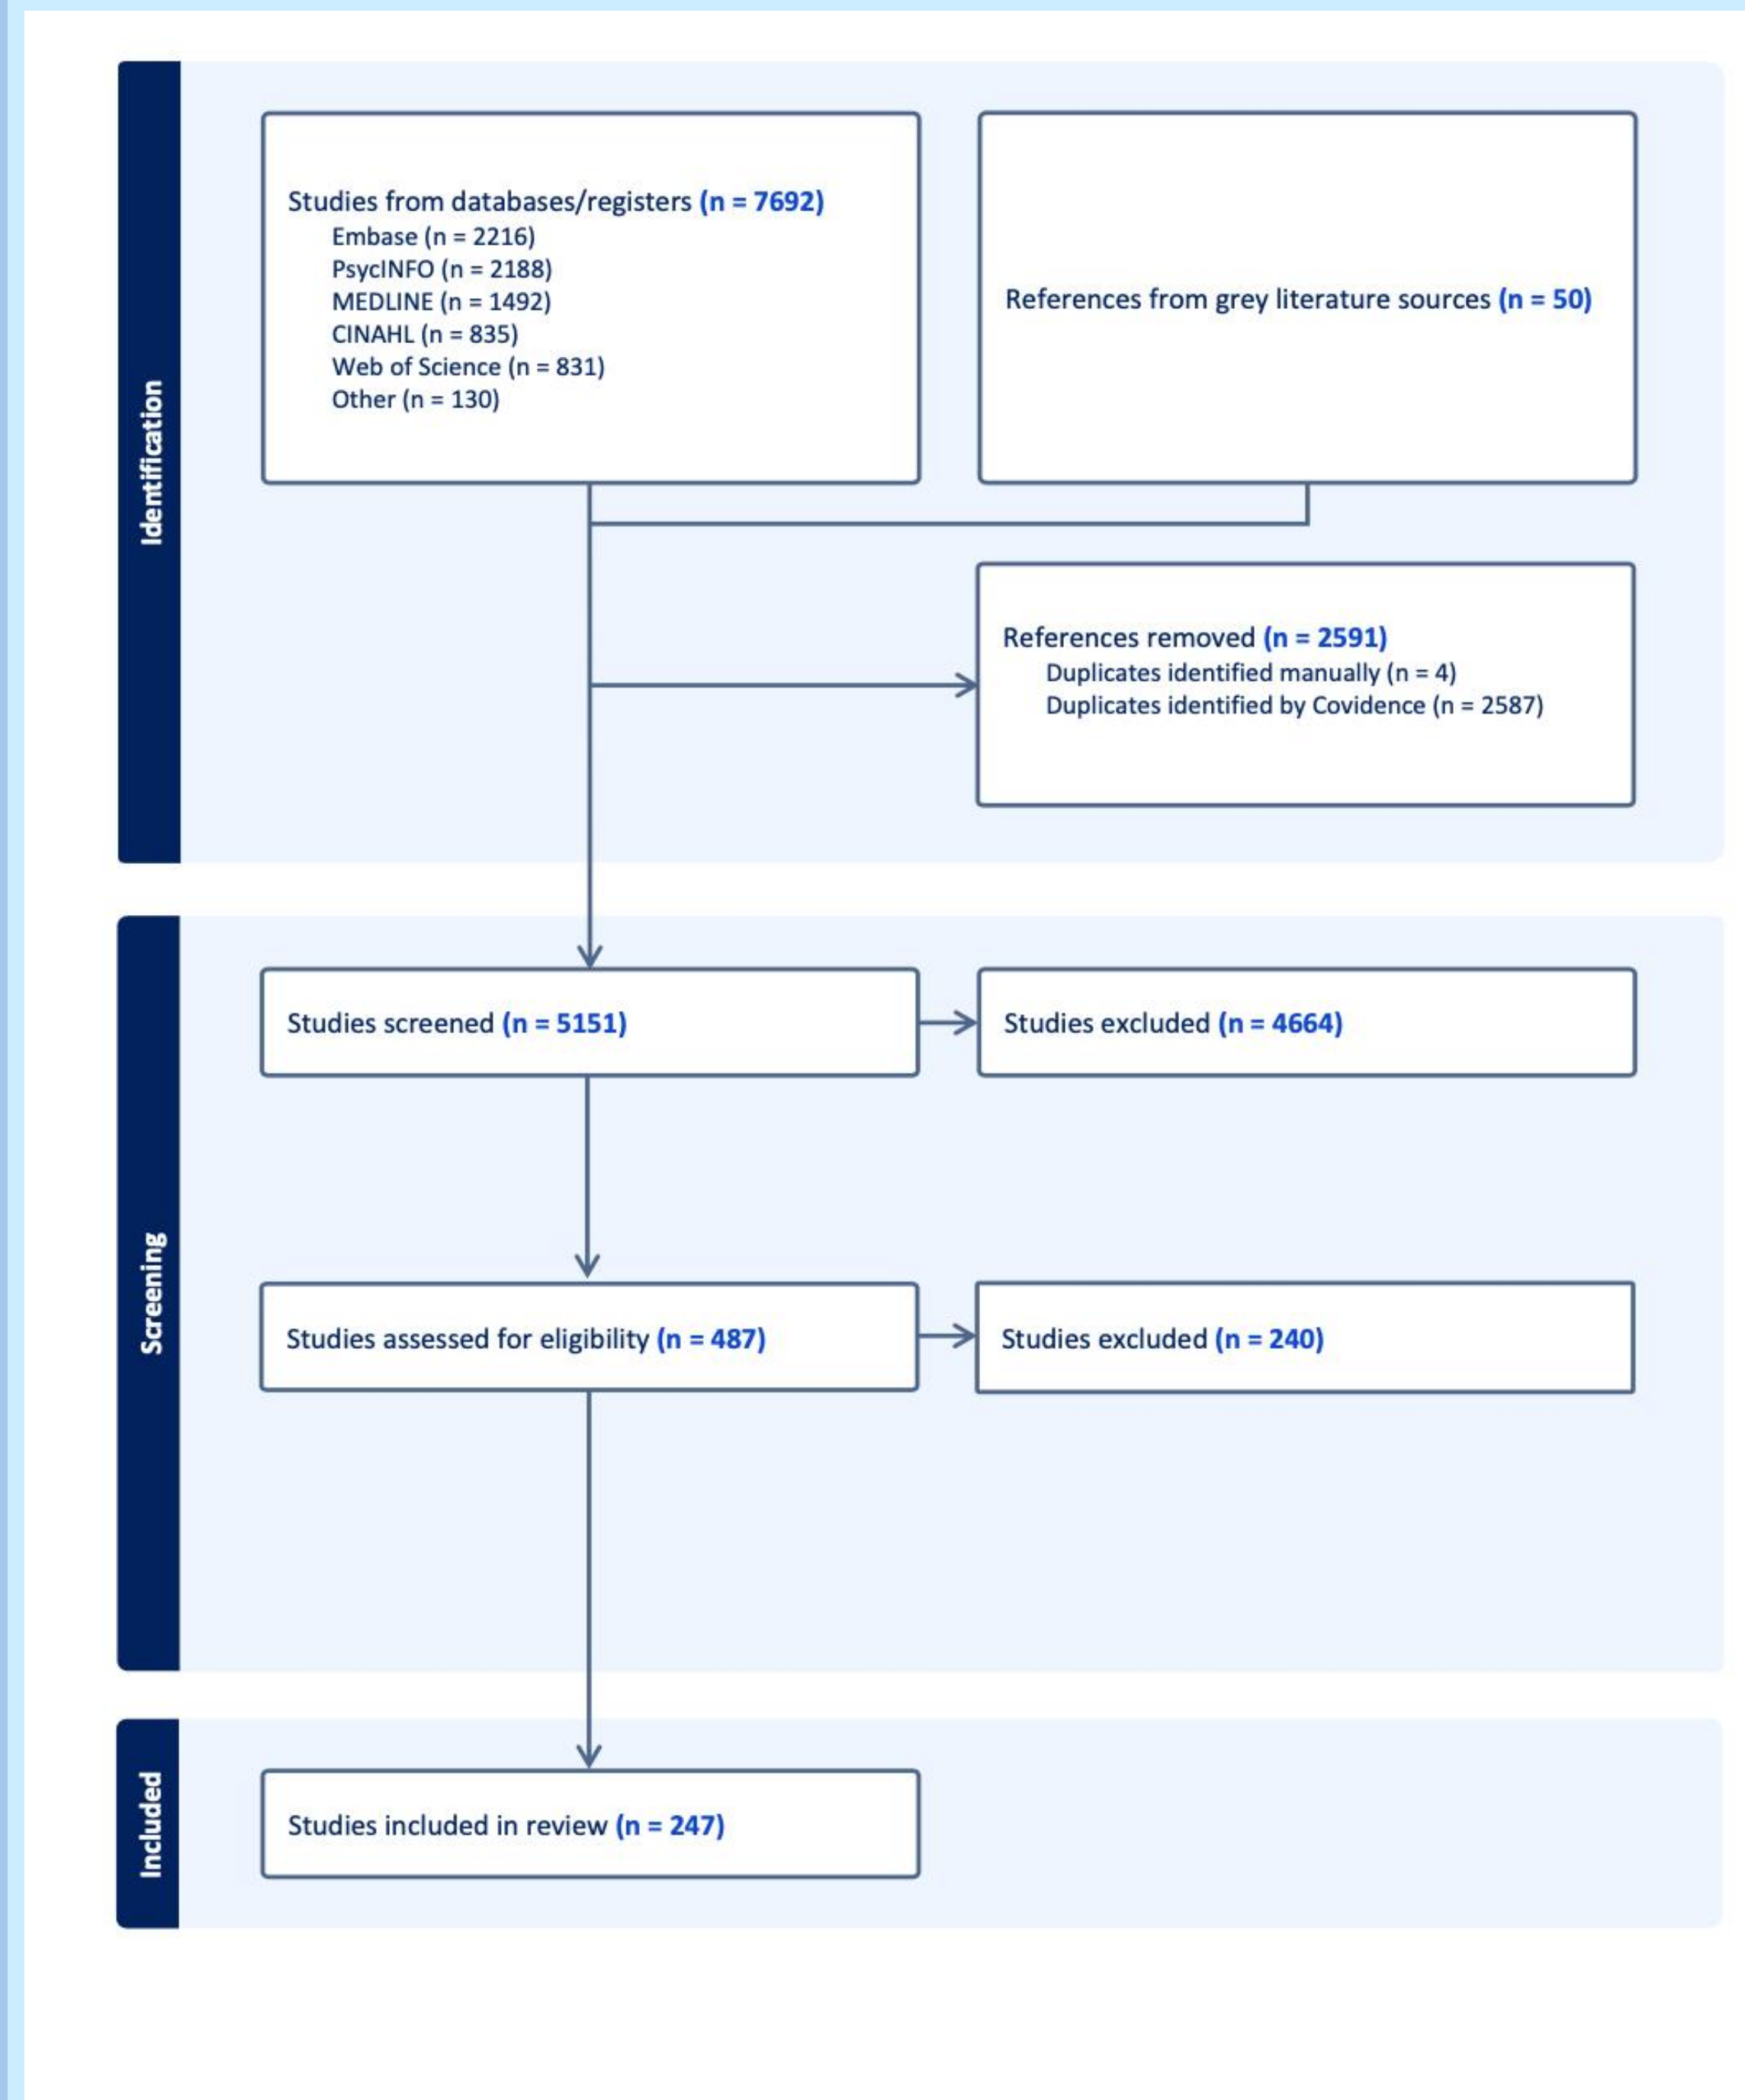 Identification
Studies from databases/registers (n = 7692)
Embase (n = 2216)
PsycINFO (n = 2188)
MEDLINE (n = 1492)
CINAHL (n = 835)
Web of Science (n = 831)
Other (n = 130)
References from grey literature sources (n = 50)
References removed (n = 2591)
Duplicates identified manually (n = 4)
Duplicates identified by Covidence (n = 2587)
Screening
Studies screened (n = 5151)
Studies excluded (n = 4664)
Studies assessed for eligibility (n = 487)
Studies excluded (n = 240)
Included
Studies included in review (n = 247)